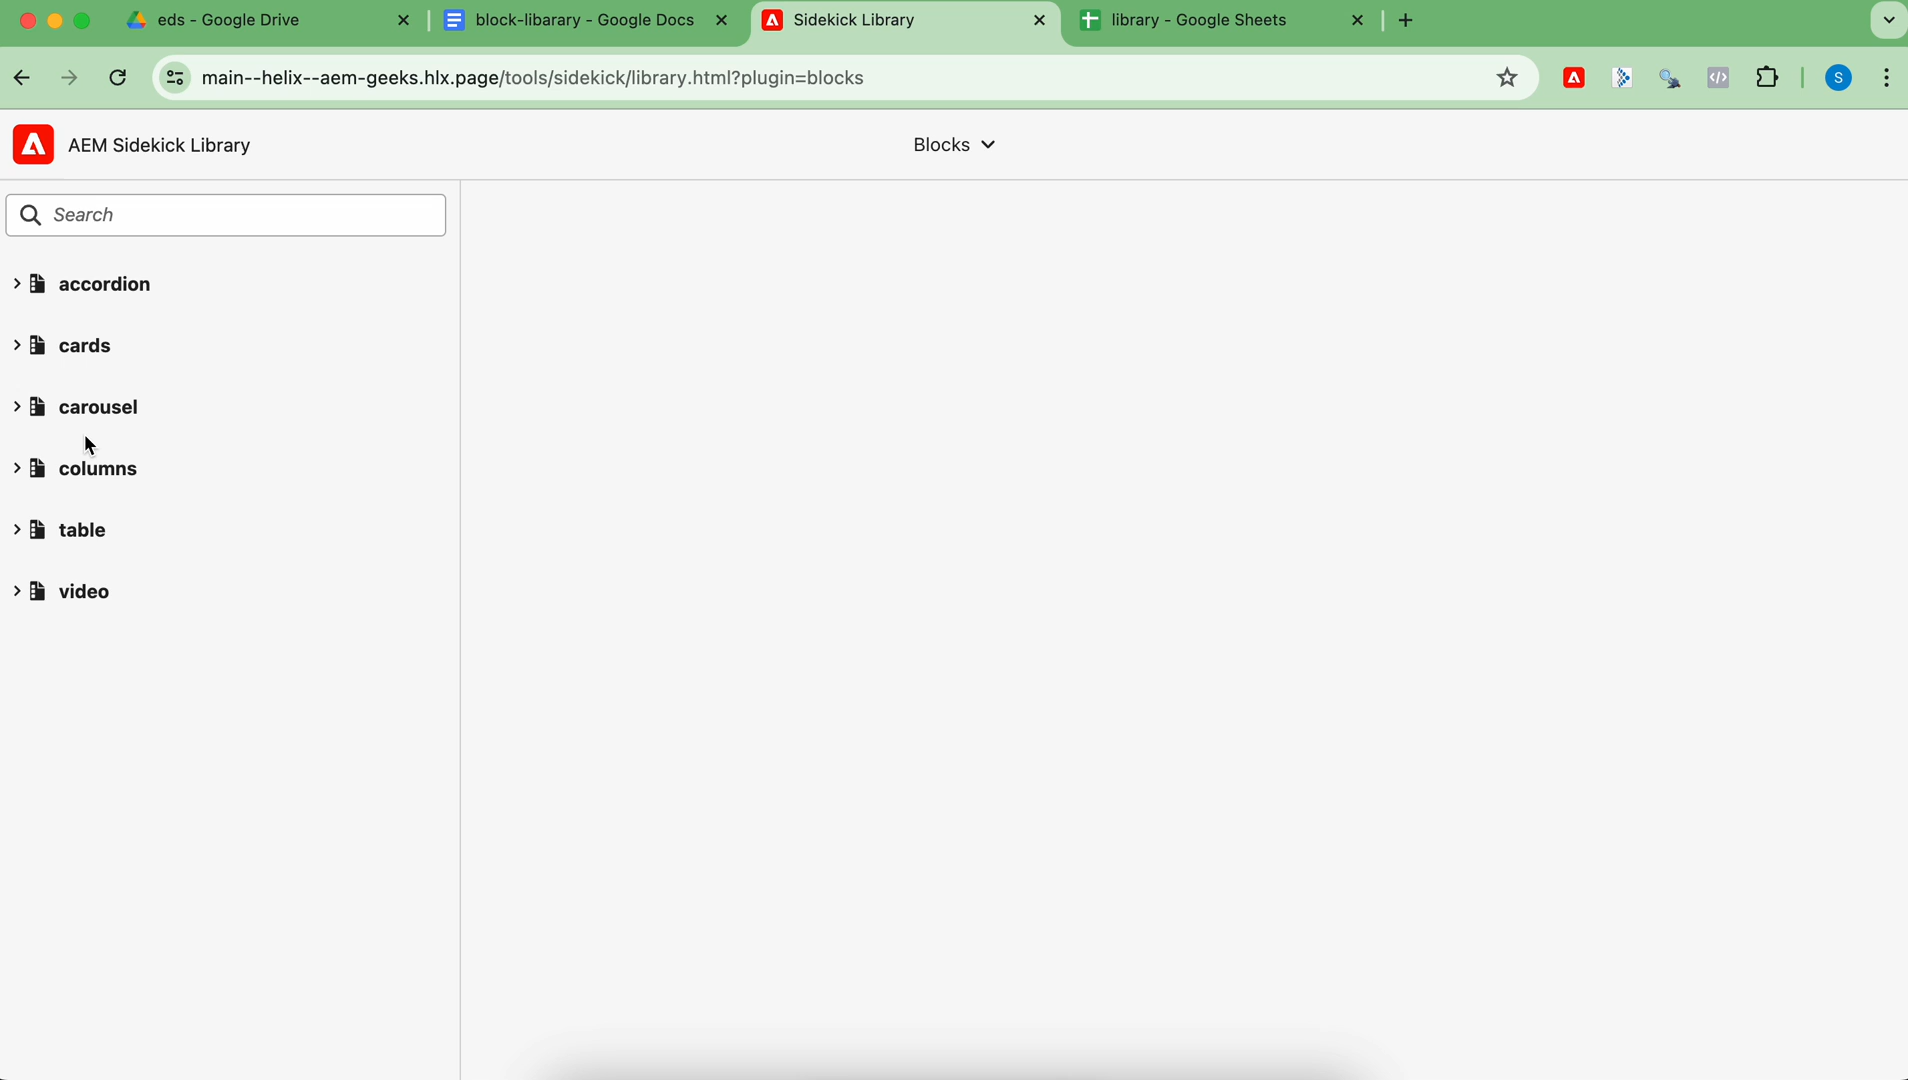 eds - Google Drive
block-libarary - Google Docs
Sidekick Library
library - Google Sheets
main--helix--aem-geeks.hlx.page/tools/sidekick/library.html?plugin=blocks
S
AEM Sidekick Library
Blocks
Search
accordion
cards
carousel
columns
table
video